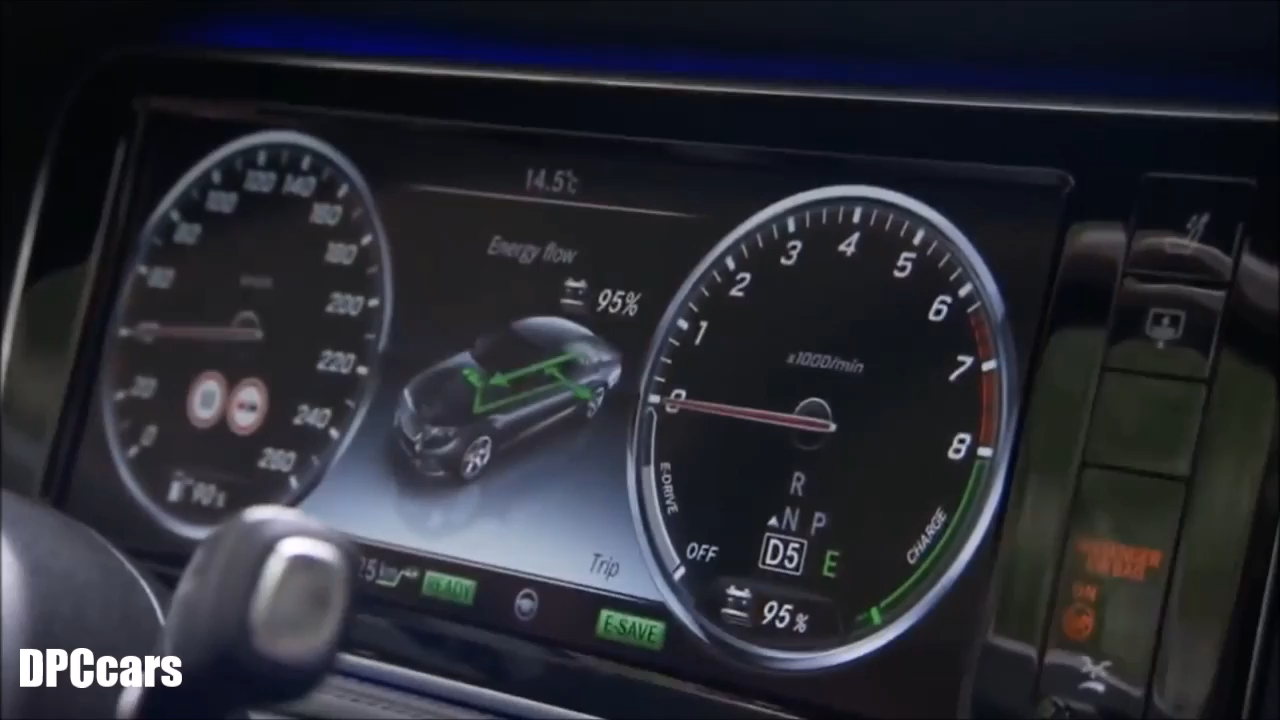 14.5°c
Energy flow
95%
100
120
140
160
180
80
60
200
220
20
240
0
260
90
1
2
3
4
5
6
7
8
0
x1000/min
E-DRIVE
OFF
CHARGE
R
N P
D5 E
95%
Trip
READY
E-SAVE
ON
DPCcars